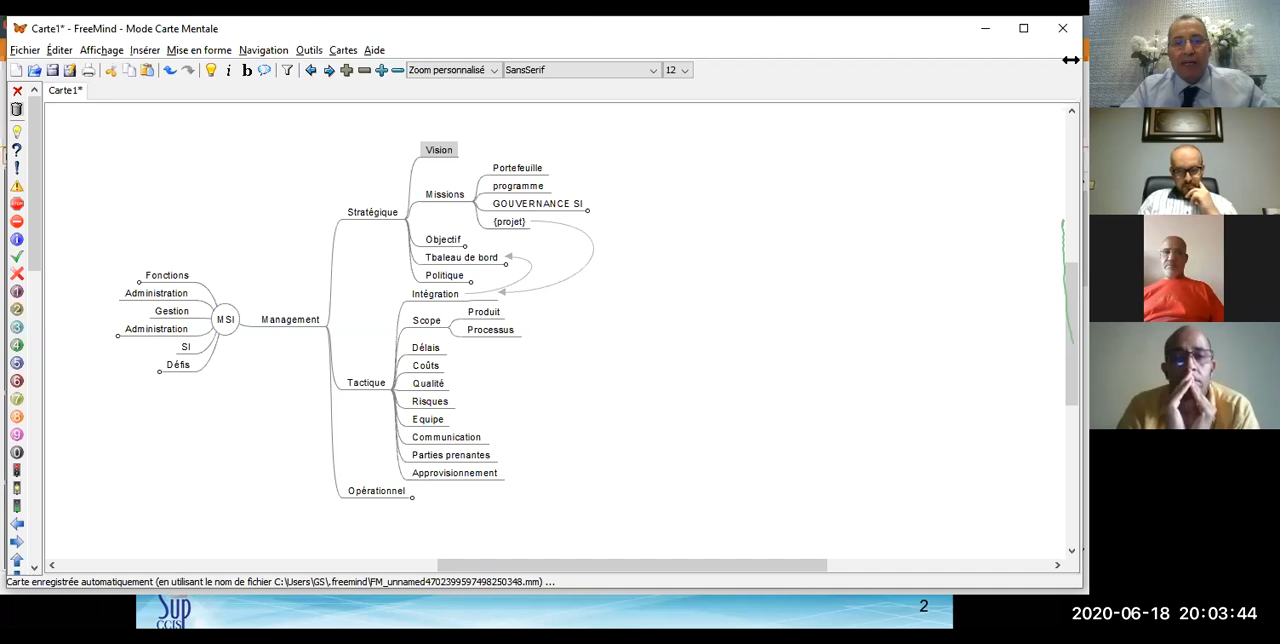 Carte1* - FreeMind - Mode Carte Mentale
Fichier Éditer Affichage Insérer Mise en forme Navigation Outils Cartes Aide
Zoom personnalisé SansSerif 12
Carte1*
Vision
Portefeuille
programme
Missions
GOUVERNANCE SI
Stratégique
{projet}
Objectif
Tbaleau de bord
Politique
Fonctions
Administration
Gestion
Administration
SI
Défis
MSI
Management
Intégration
Scope
Produit
Processus
Délais
Coûts
Tactique
Qualité
Risques
Equipe
Communication
Parties prenantes
Approvisionnement
Opérationnel
Carte enregistrée automatiquement (en utilisant le nom de fichier C:\Users\GS\.freemind\FM_unnamed4702399597498250348.mm) ...
Sup
CCIS
2
2020-06-18 20:03:44